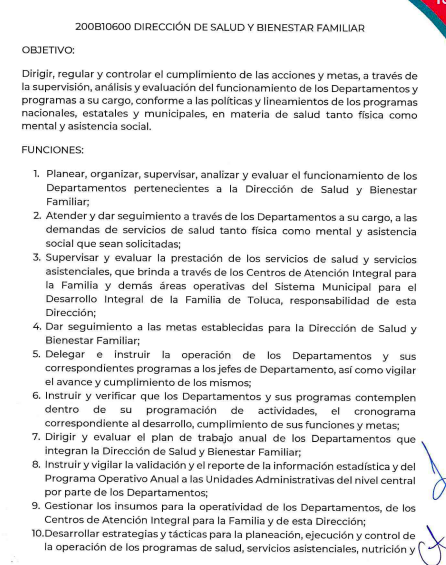 200B10600 DIRECCIÓN DE SALUD Y BIENESTAR FAMILIAR
OBJETIVO:
Dirigir, regular y controlar el cumplimiento de las acciones y metas, a través de
la supervisión, análisis y evaluación del funcionamiento de los Departamentos y
programas a su cargo, conforme a las políticas y lineamientos de los programas
nacionales, estatales y municipales, en materia de salud tanto física como
mental y asistencia social.
FUNCIONES:
1. Planear, organizar, supervisar, analizar y evaluar el funcionamiento de los
Departamentos pertenecientes a la Dirección de Salud y Bienestar
Familiar;
2. Atender y dar seguimiento a través de los Departamentos a su cargo, a las
demandas de servicios de salud tanto física como mental y asistencia
social que sean solicitadas;
3. Supervisar y evaluar la prestación de los servicios de salud y servicios
asistenciales, que brinda a través de los Centros de Atención Integral para
la Familia y demás áreas operativas del Sistema Municipal para el
Desarrollo Integral de la Familia de Toluca, responsabilidad de esta
Dirección;
4. Dar seguimiento a las metas establecidas para la Dirección de Salud y
Bienestar Familiar;
5. Delegar e instruir la operación de los Departamentos y sus
correspondientes programas a los jefes de Departamento, así como vigilar
el avance y cumplimiento de los mismos;
6. Instruir y verificar que los Departamentos y sus programas contemplen
dentro de su programación de actividades, el cronograma
correspondiente al desarrollo, cumplimiento de sus funciones y metas;
7. Dirigir y evaluar el plan de trabajo anual de los Departamentos que
integran la Dirección de Salud y Bienestar Familiar;
8. Instruir y vigilar la validación y el reporte de la información estadística y del
Programa Operativo Anual a las Unidades Administrativas del nivel central
por parte de los Departamentos;
9. Gestionar los insumos para la operatividad de los Departamentos, de los
Centros de Atención Integral para la Familia y de esta Dirección;
10.Desarrollar estrategias y tácticas para la planeación, ejecución y control de
la operación de los programas de salud, servicios asistenciales, nutrición y